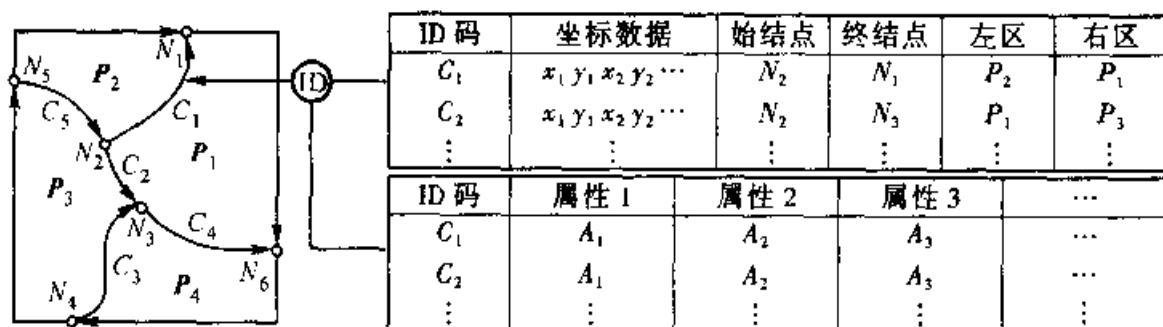 N₁
N₅
P₂
C₅
C₁
N₂
P₁
C₂
P₃
N₃
C₄
C₃
N₆
N₄
P₄
ID
ID 码 坐标数据 始结点 终结点 左区 右区
C₁ x₁ y₁ x₂ y₂ ⋯ N₂ N₁ P₂ P₁
C₂ x₁ y₁ x₂ y₂ ⋯ N₂ N₃ P₁ P₃
⋮ ⋮ ⋮ ⋮ ⋮ ⋮
ID 码 属性 1 属性 2 属性 3 ⋯
C₁ A₁ A₂ A₃ ⋯
C₂ A₁ A₂ A₃ ⋯
⋮ ⋮ ⋮ ⋮ ⋮